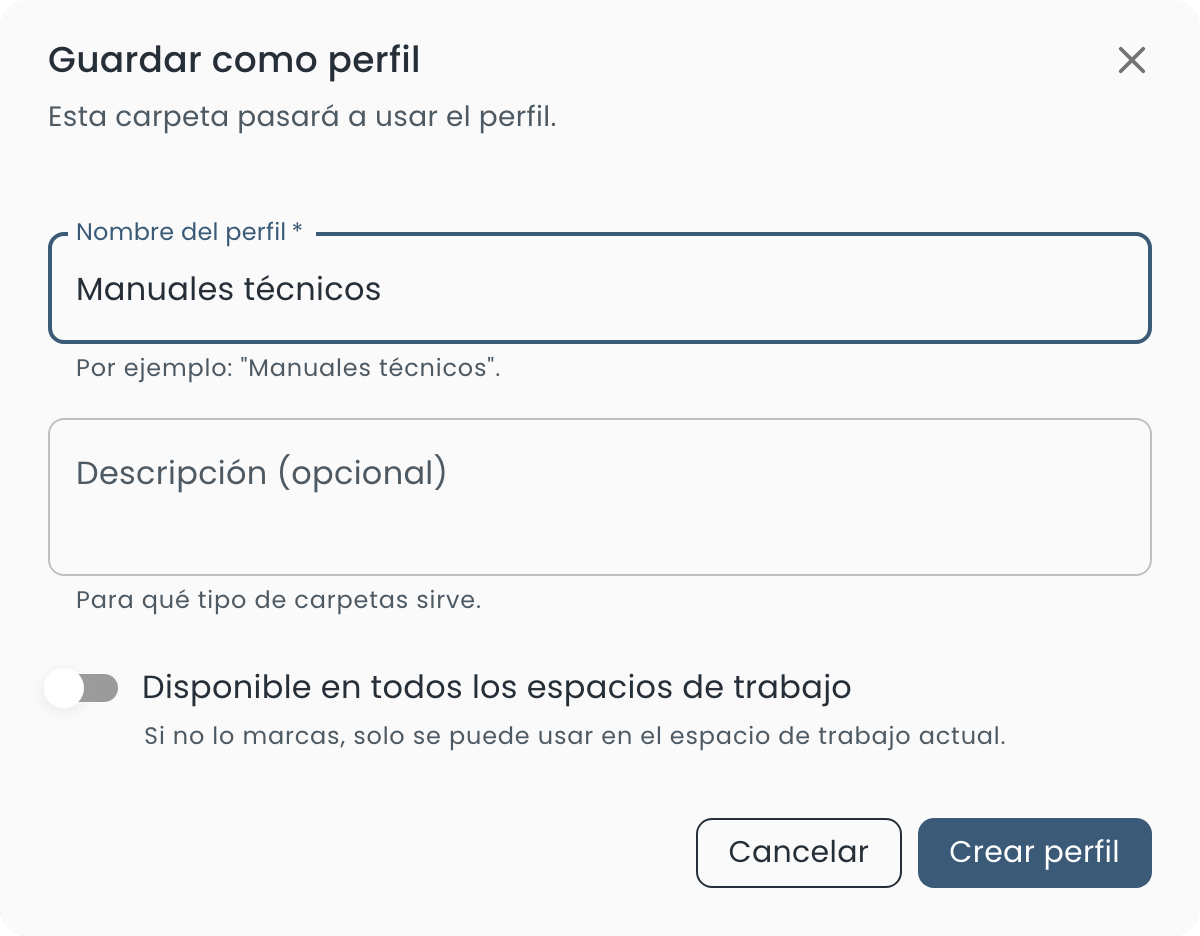 Guardar como perfil
Esta carpeta pasará a usar el perfil.
Nombre del perfil *
Manuales técnicos
Por ejemplo: "Manuales técnicos".
Descripción (opcional)
Para qué tipo de carpetas sirve.
Disponible en todos los espacios de trabajo
Si no lo marcas, solo se puede usar en el espacio de trabajo actual.
Cancelar
Crear perfil